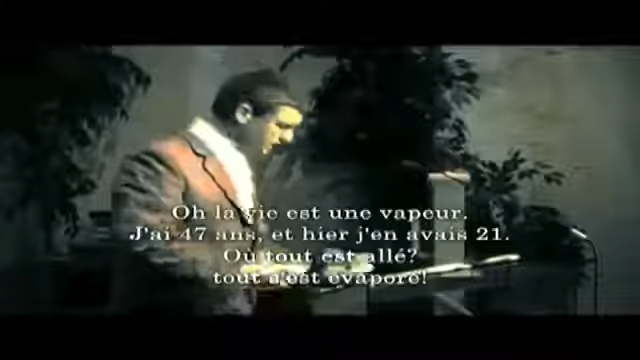 Oh la vie est une vapeur.
J'ai 47 ans, et hier j'en avais 21.
Où tout est allé?
tout s'est évaporé!